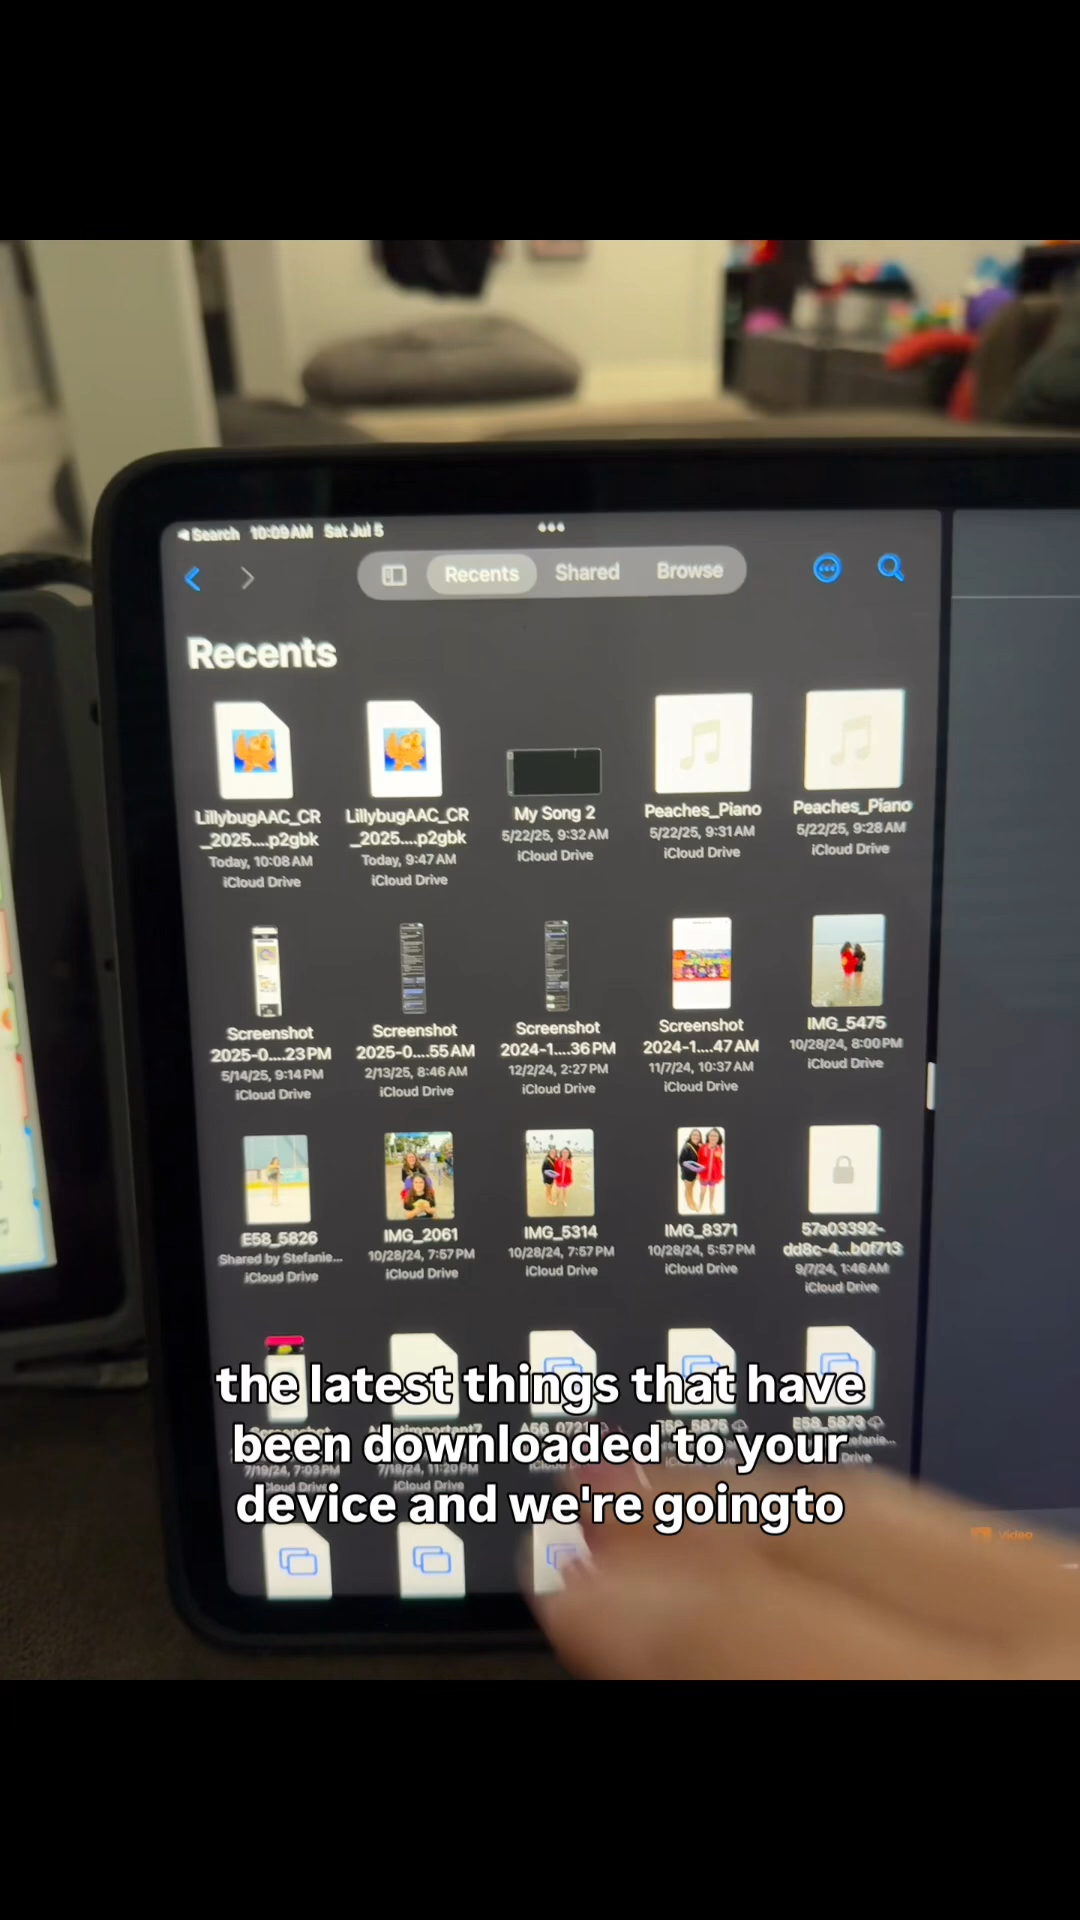 Search 10:09 AM Sat Jul 5
Recents Shared Browse
Recents
LillybugAAC_CR
_2025....p2gbk
Today, 10:08 AM
iCloud Drive
LillybugAAC_CR
_2025....p2gbk
Today, 9:47 AM
iCloud Drive
My Song 2
5/22/25, 9:32 AM
iCloud Drive
Peaches_Piano
5/22/25, 9:31 AM
iCloud Drive
Peaches_Piano
5/22/25, 9:28 AM
iCloud Drive
Screenshot
2025-0....23 PM
5/14/25, 9:14 PM
iCloud Drive
Screenshot
2025-0....55 AM
2/13/25, 8:46 AM
iCloud Drive
Screenshot
2024-1....36 PM
12/2/24, 2:27 PM
iCloud Drive
Screenshot
2024-1....47 AM
11/7/24, 10:37 AM
iCloud Drive
IMG_5475
10/28/24, 8:00 PM
iCloud Drive
E58_5826
Shared by Stefanie...
iCloud Drive
IMG_2061
10/28/24, 7:57 PM
iCloud Drive
IMG_5314
10/28/24, 7:57 PM
iCloud Drive
IMG_8371
10/28/24, 5:57 PM
iCloud Drive
57a03392-
dd8c-4...b0f713
9/7/24, 1:46 AM
iCloud Drive
7/19/24, 7:03 PM
iCloud Drive
7/18/24, 11:20 PM
iCloud Drive
E58_5873
Drive
the latest things that have
been downloaded to your
device and we're goingto
Video